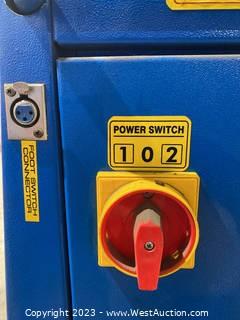 POWER SWITCH
1 0 2
FOOT SWITCH
CONNECTOR
Copyright 2023 - www.WestAuction.com